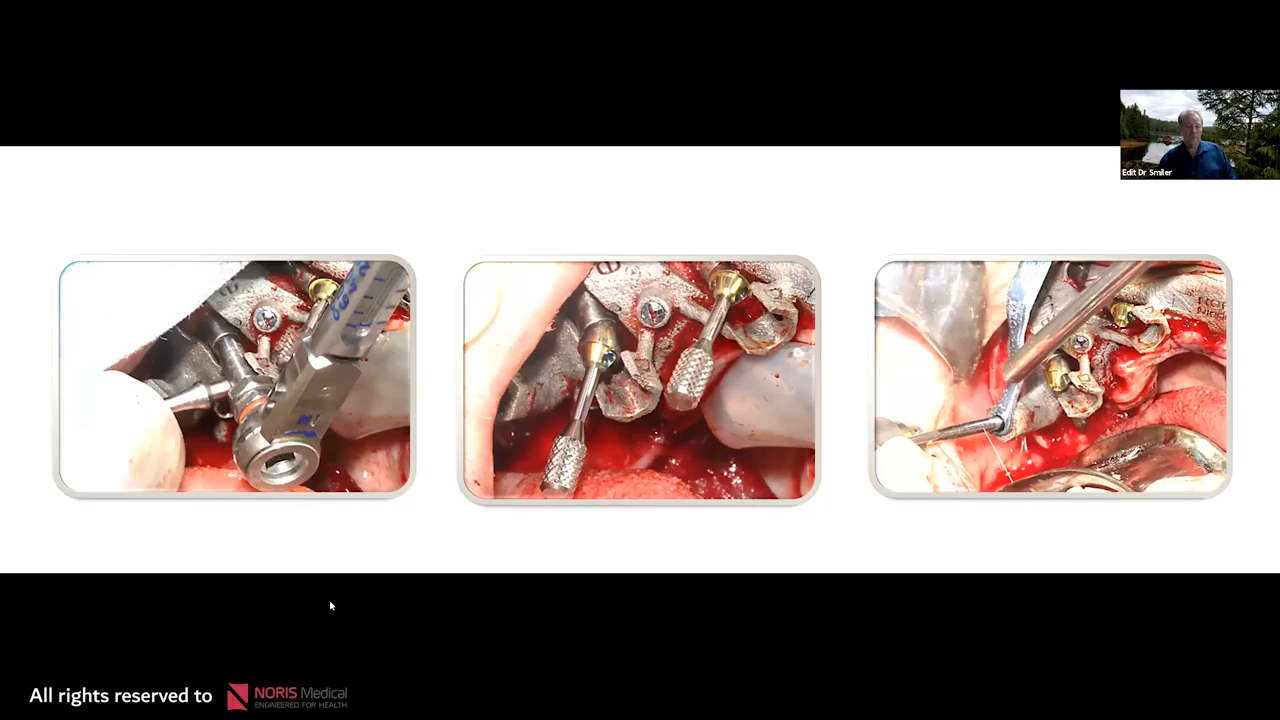 Edit Dr Smiler
All rights reserved to
NORIS Medical
ENGINEERED FOR HEALTH